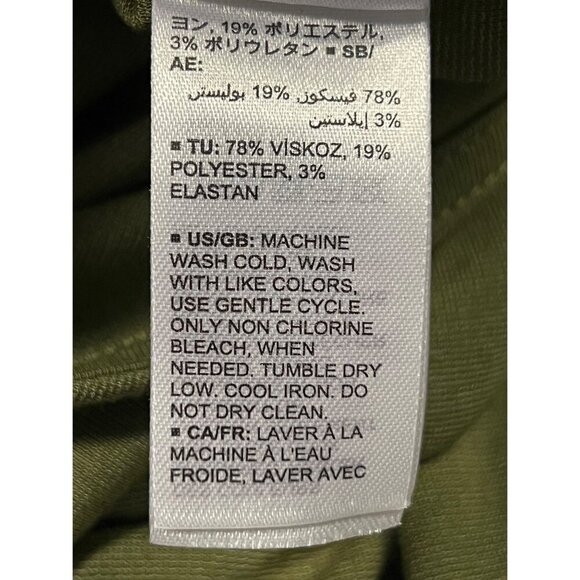 ヨン, 19% ポリエステル,
3% ポリウレタン ■ SB/
AE:
78% فيسكوز, 19% بوليستر
3% إيلاستين
■ TU: 78% VİSKOZ, 19%
POLYESTER, 3%
ELASTAN
■ US/GB: MACHINE
WASH COLD, WASH
WITH LIKE COLORS,
USE GENTLE CYCLE.
ONLY NON CHLORINE
BLEACH, WHEN
NEEDED. TUMBLE DRY
LOW. COOL IRON. DO
NOT DRY CLEAN.
■ CA/FR: LAVER À LA
MACHINE À L'EAU
FROIDE, LAVER AVEC